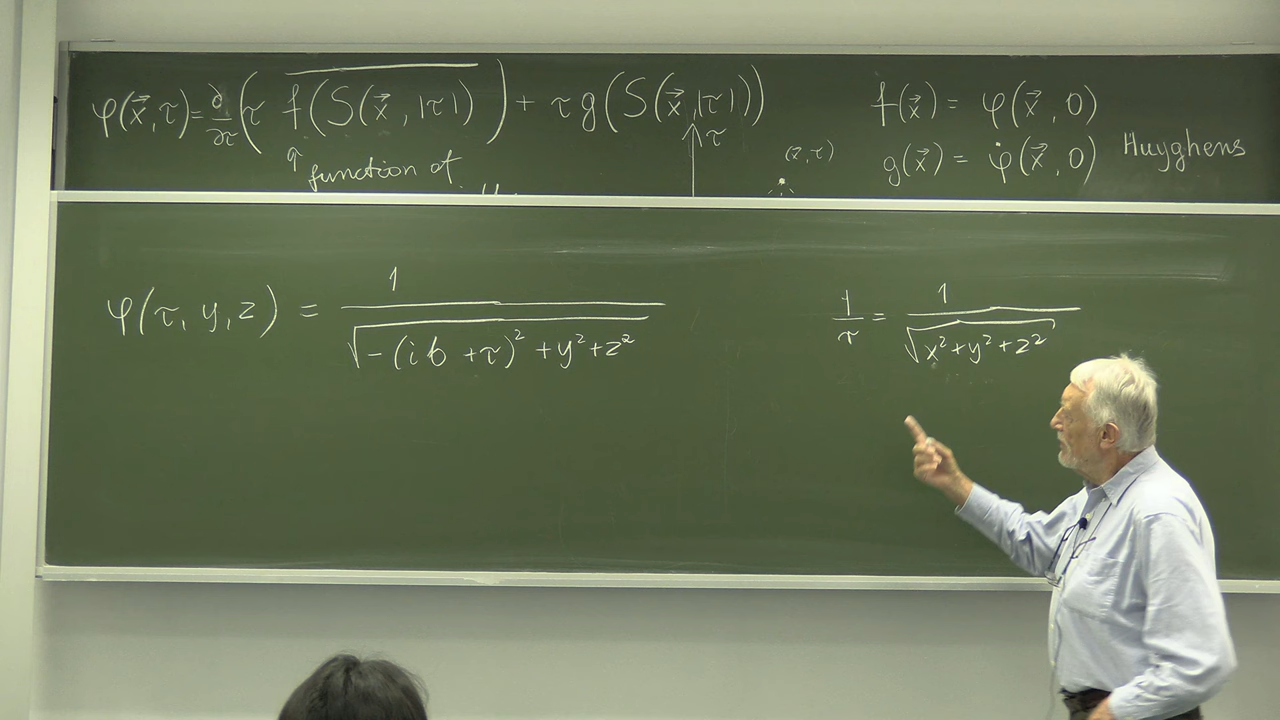 φ(x⃗,τ) = ∂/∂τ (τ f̅(̅S̅(̅x̅⃗,̅|̅τ̅|̅)̅)̅) + τ g(S(x⃗,|τ|))
f(x⃗) = φ(x⃗,0)
τ
(z,τ)
g(x⃗) = φ̇(x⃗,0) Huyghens
↑ function of
φ(τ, y, z) = 1/√(-(ib+τ)²+y²+z²)
1/r = 1/√(x²+y²+z²)